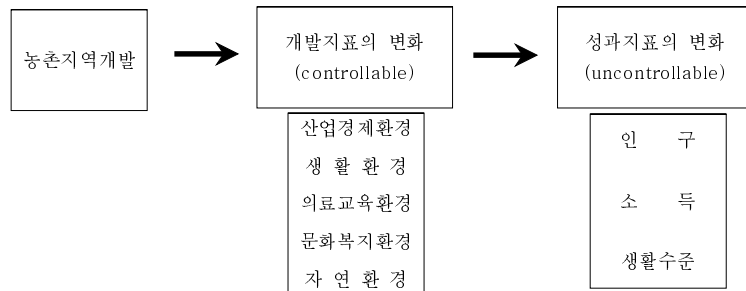 농촌지역개발
개발지표의 변화
(controllable)
성과지표의 변화
(uncontrollable)
산업경제환경
생 활 환 경
의료교육환경
문화복지환경
자 연 환 경
인 구
소 득
생활수준